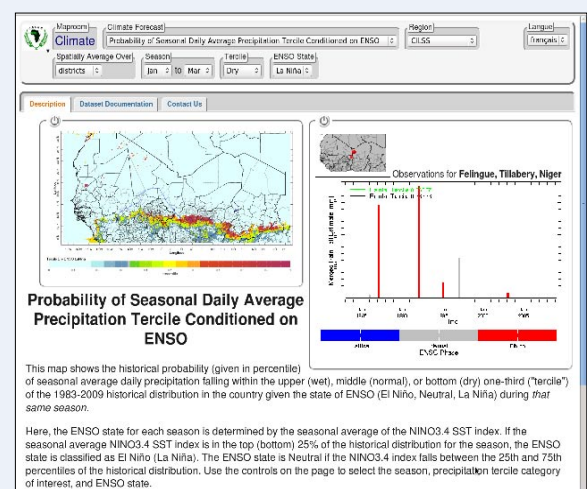 Maproom
Climate
Climate Forecast
Probability of Seasonal Daily Average Precipitation Tercile Conditioned on ENSO
Region
CILSS
Langue
français
Spatially Average Over
districts
Season
Jan to Mar
Tercile
Dry
ENSO State
La Niña
Description
Dataset Documentation
Contact Us
Observations for Felingue, Tillabery, Niger
ENSO Phase
Probability of Seasonal Daily Average
Precipitation Tercile Conditioned on
ENSO
This map shows the historical probability (given in percentile)
of seasonal average daily precipitation falling within the upper (wet), middle (normal), or bottom (dry) one-third ("tercile")
of the 1983-2009 historical distribution in the country given the state of ENSO (El Niño, Neutral, La Niña) during that
same season.
Here, the ENSO state for each season is determined by the seasonal average of the NINO3.4 SST index. If the
seasonal average NINO3.4 SST index is in the top (bottom) 25% of the historical distribution for the season, the ENSO
state is classified as El Niño (La Niña). The ENSO state is Neutral if the NINO3.4 index falls between the 25th and 75th
percentiles of the historical distribution. Use the controls on the page to select the season, precipitation tercile category
of interest, and ENSO state.